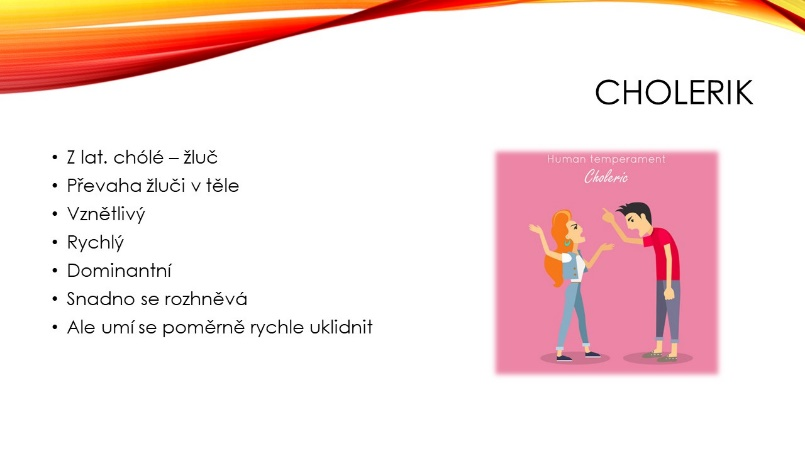 CHOLERIK
• Z lat. chólé – žluč
• Převaha žluči v těle
• Vznětlivý
• Rychlý
• Dominantní
• Snadno se rozhněvá
• Ale umí se poměrně rychle uklidnit
Human temperament
Choleric